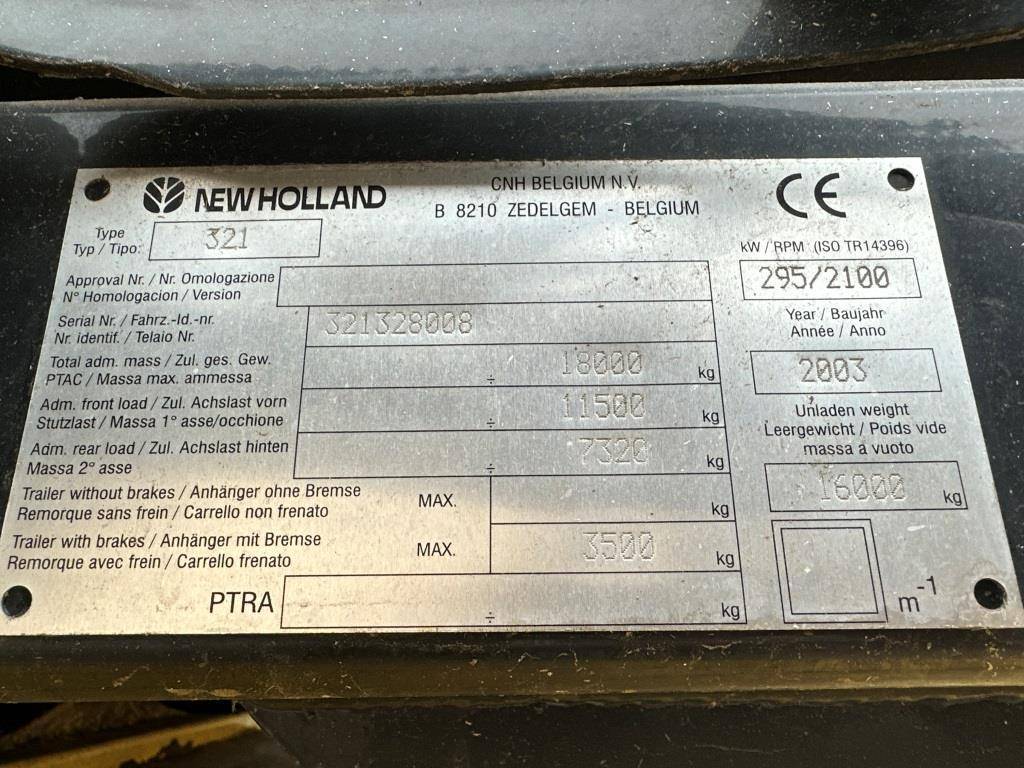 NEW HOLLAND
CNH BELGIUM N.V.
B 8210 ZEDELGEM - BELGIUM
CE
Type
Typ / Tipo:
321
kW / RPM (ISO TR14396)
295/2100
Approval Nr. / Nr. Omologazione
N° Homologacion / Version
Serial Nr. / Fahrz.-Id.-nr.
Nr. identif. / Telaio Nr.
321328008
Year / Baujahr
Année / Anno
2003
Total adm. mass / Zul. ges. Gew.
PTAC / Massa max. ammessa
÷ 18000 kg
Adm. front load / Zul. Achslast vorn
Stutzlast / Massa 1° asse/occhione
÷ 11500 kg
Unladen weight
Leergewicht / Poids vide
massa a vuoto
16000 kg
Adm. rear load / Zul. Achslast hinten
Massa 2° asse
÷ 7320 kg
Trailer without brakes / Anhänger ohne Bremse
Remorque sans frein / Carrello non frenato
MAX.
kg
Trailer with brakes / Anhänger mit Bremse
Remorque avec frein / Carrello frenato
MAX.
3500 kg
PTRA
÷ kg
m-1